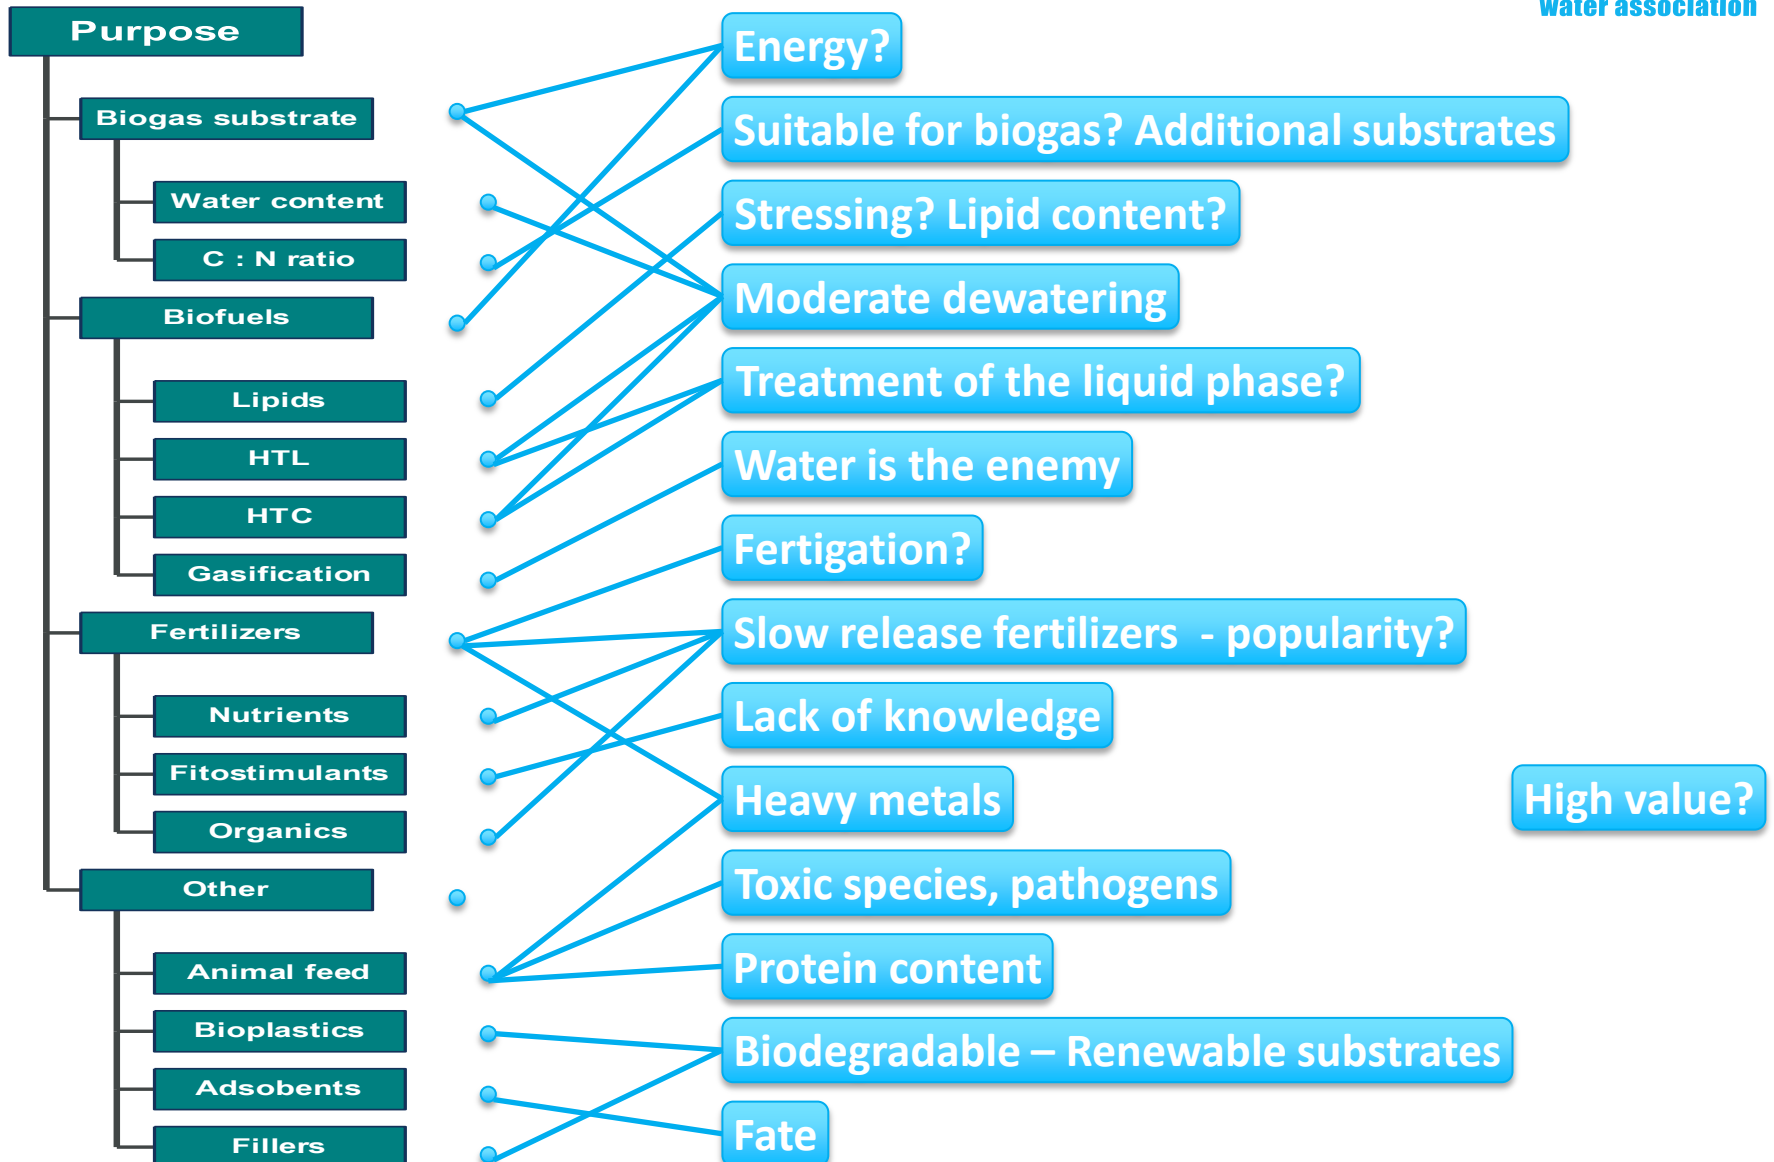 water association
Purpose
Energy?
Biogas substrate
Suitable for biogas? Additional substrates
Water content
Stressing? Lipid content?
C : N ratio
Moderate dewatering
Biofuels
Treatment of the liquid phase?
Lipids
HTL
Water is the enemy
HTC
Fertigation?
Gasification
Fertilizers
Slow release fertilizers - popularity?
Nutrients
Lack of knowledge
Fitostimulants
Heavy metals
High value?
Organics
Other
Toxic species, pathogens
Animal feed
Protein content
Bioplastics
Biodegradable – Renewable substrates
Adsobents
Fate
Fillers